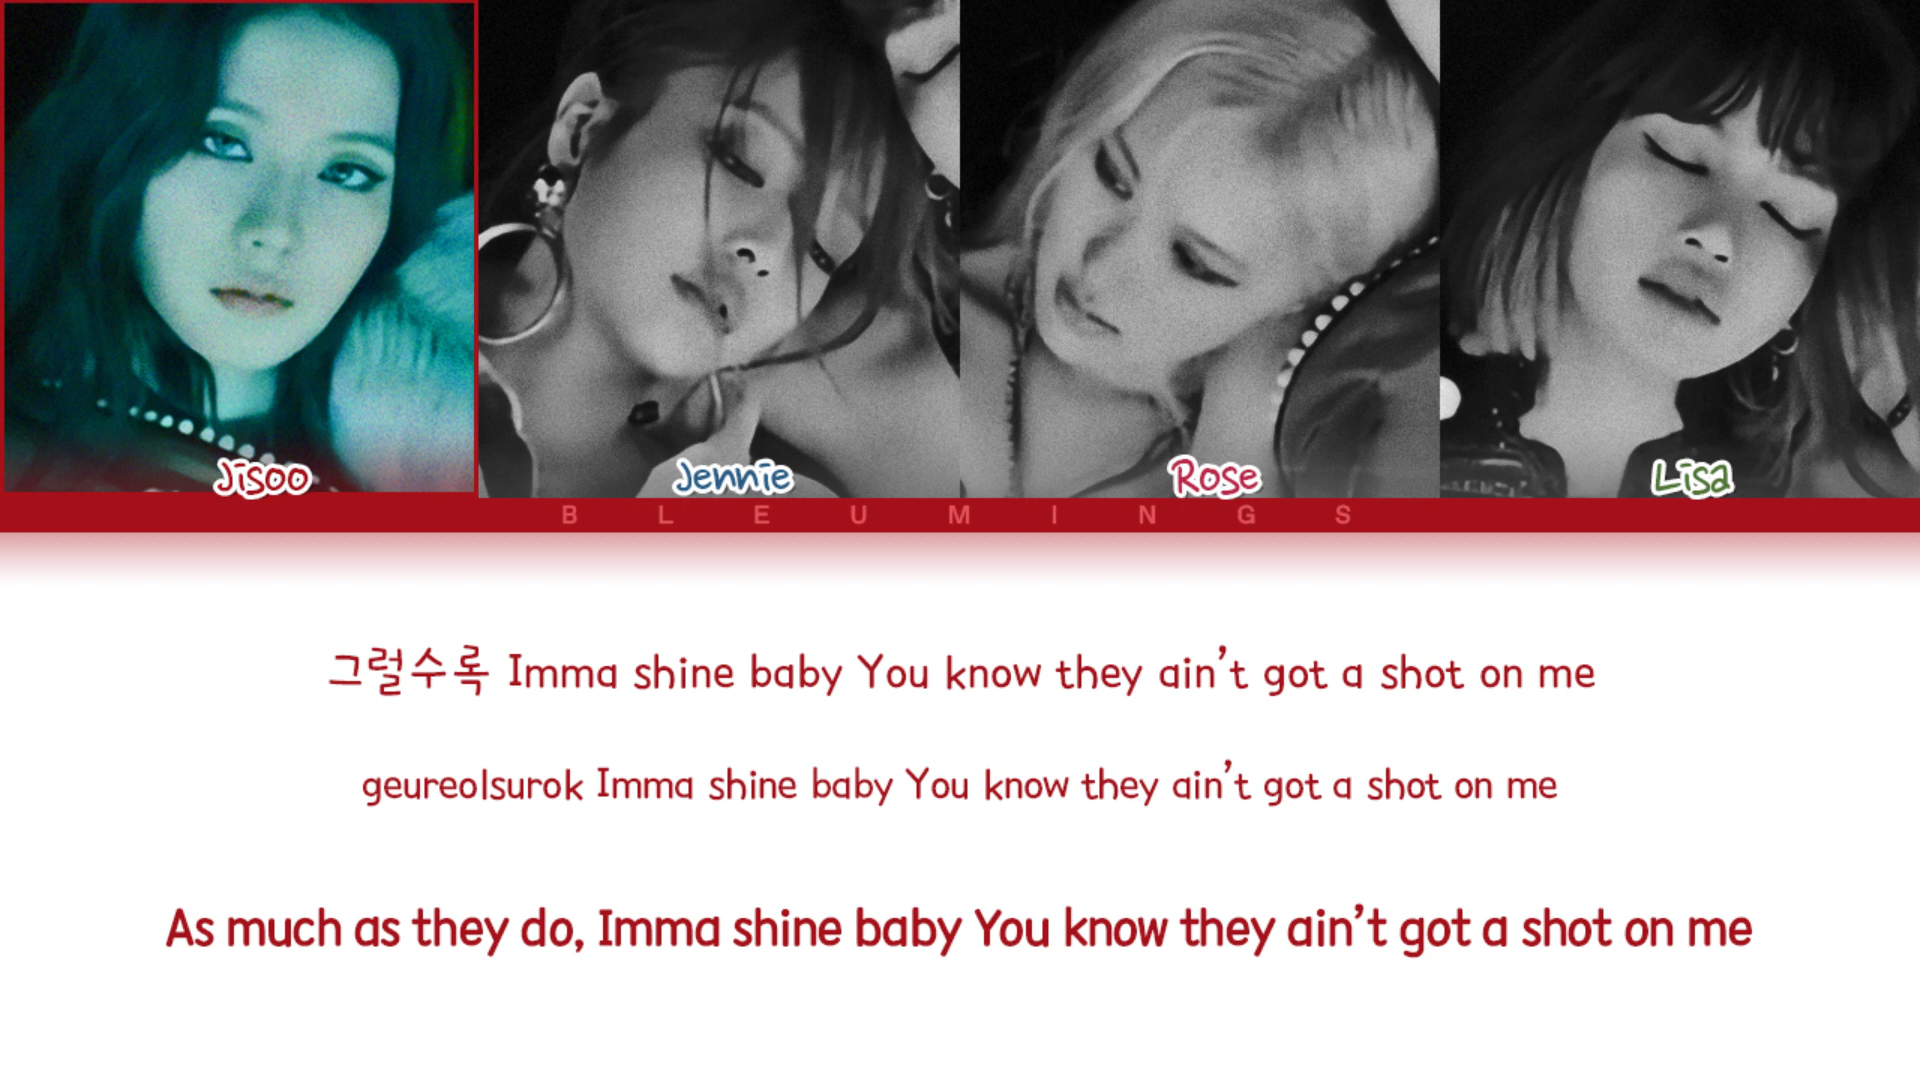 Jisoo
Jennie
Rose
Lisa
BLEUMINGS
그럴수록 Imma shine baby You know they ain't got a shot on me
geureolsurok Imma shine baby You know they ain't got a shot on me
As much as they do, Imma shine baby You know they ain't got a shot on me